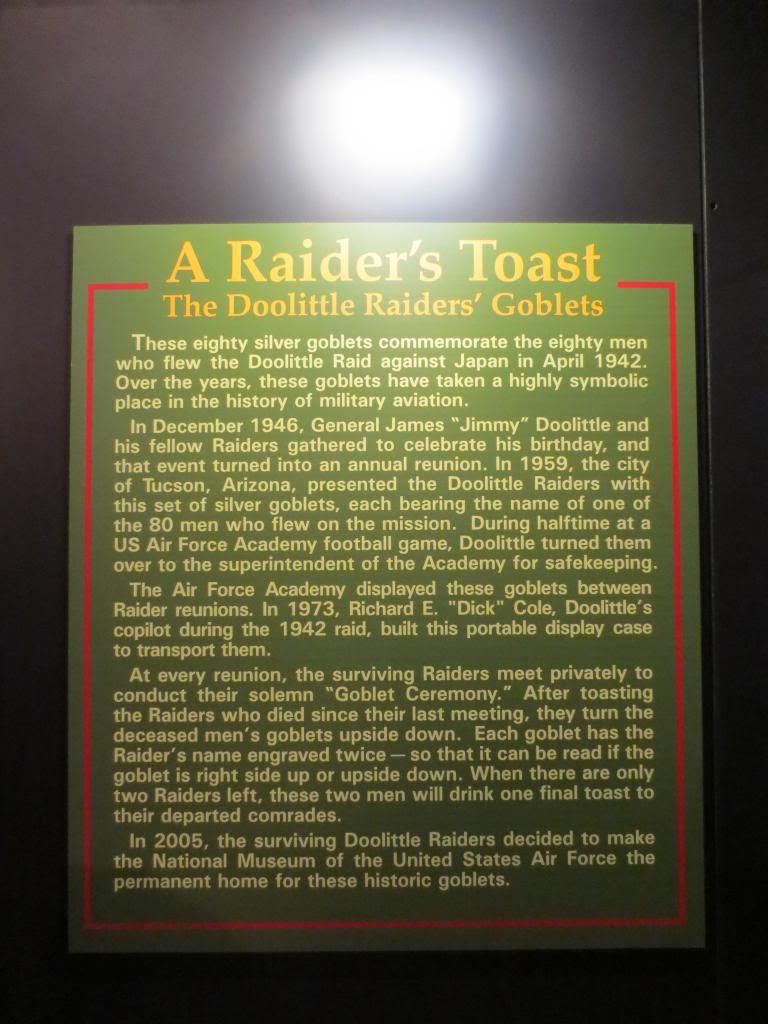 A Raider's Toast
The Doolittle Raiders' Goblets
These eighty silver goblets commemorate the eighty men
who flew the Doolittle Raid against Japan in April 1942.
Over the years, these goblets have taken a highly symbolic
place in the history of military aviation.
In December 1946, General James "Jimmy" Doolittle and
his fellow Raiders gathered to celebrate his birthday, and
that event turned into an annual reunion. In 1959, the city
of Tucson, Arizona, presented the Doolittle Raiders with
this set of silver goblets, each bearing the name of one of
the 80 men who flew on the mission. During halftime at a
US Air Force Academy football game, Doolittle turned them
over to the superintendent of the Academy for safekeeping.
The Air Force Academy displayed these goblets between
Raider reunions. In 1973, Richard E. "Dick" Cole, Doolittle's
copilot during the 1942 raid, built this portable display case
to transport them.
At every reunion, the surviving Raiders meet privately to
conduct their solemn "Goblet Ceremony." After toasting
the Raiders who died since their last meeting, they turn the
deceased men's goblets upside down. Each goblet has the
Raider's name engraved twice — so that it can be read if the
goblet is right side up or upside down. When there are only
two Raiders left, these two men will drink one final toast to
their departed comrades.
In 2005, the surviving Doolittle Raiders decided to make
the National Museum of the United States Air Force the
permanent home for these historic goblets.